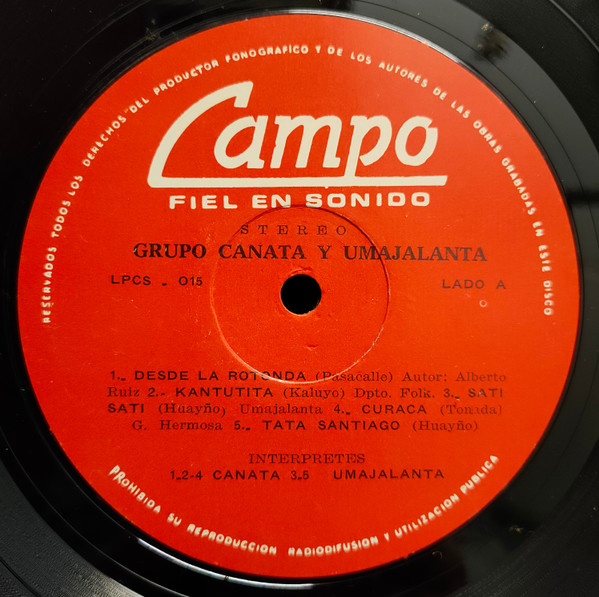 RESERVADOS TODOS LOS DERECHOS DEL PRODUCTOR FONOGRAFICO Y DE LOS AUTORES DE LAS OBRAS GRABADAS EN ESTE DISCO
Campo
FIEL EN SONIDO
STEREO
GRUPO CANATA Y UMAJALANTA
LPCS - 015
LADO A
1.- DESDE LA ROTONDA (Pasacalle) Autor: Alberto
Ruiz 2.- KANTUTITA (Kaluyo) Dpto. Folk. 3.- SATI
SATI (Huayño) Umajalanta 4.- CURACA (Tonada)
G. Hermosa 5.- TATA SANTIAGO (Huayño)
INTERPRETES
1.-2-4 CANATA 3.5 UMAJALANTA
PROHIBIDA SU REPRODUCCION RADIODIFUSION Y UTILIZACION PUBLICA